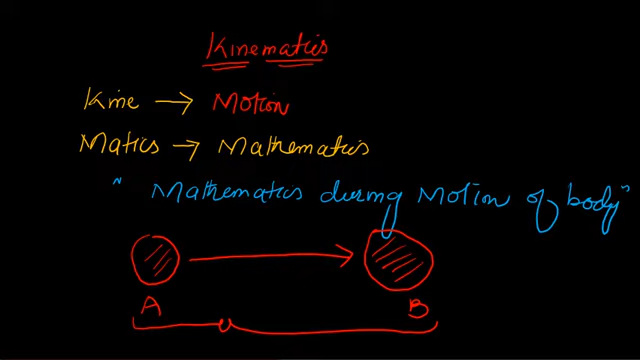 Kinematics
Kine → Motion
Matics → Mathematics
" Mathematics during Motion of body"
A B